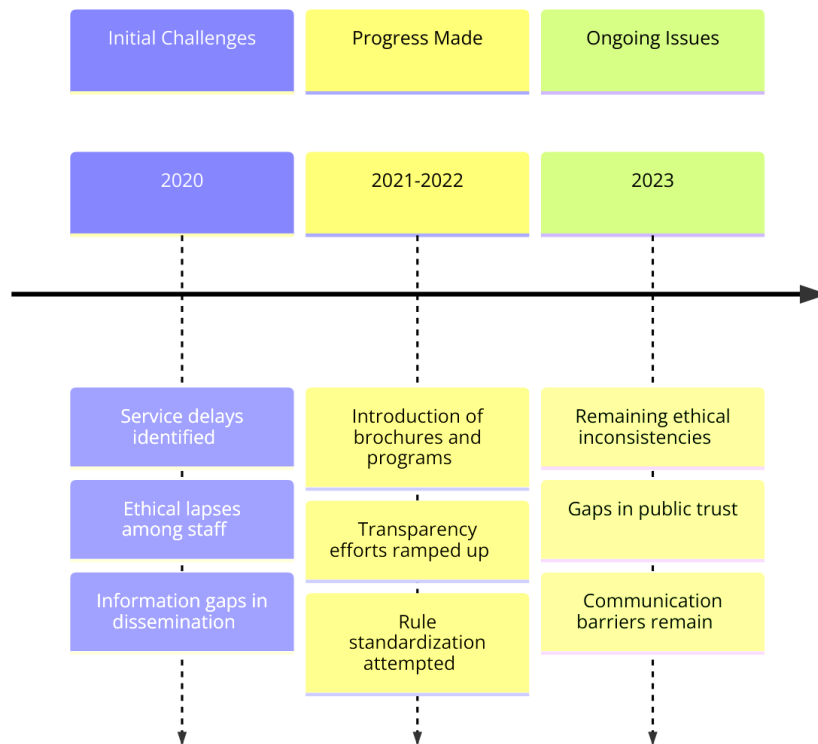 Initial Challenges
Progress Made
Ongoing Issues
2020
2021-2022
2023
Service delays
identified
Ethical lapses
among staff
Information gaps in
dissemination
Introduction of
brochures and
programs
Transparency
efforts ramped up
Rule
standardization
attempted
Remaining ethical
inconsistencies
Gaps in public trust
Communication
barriers remain